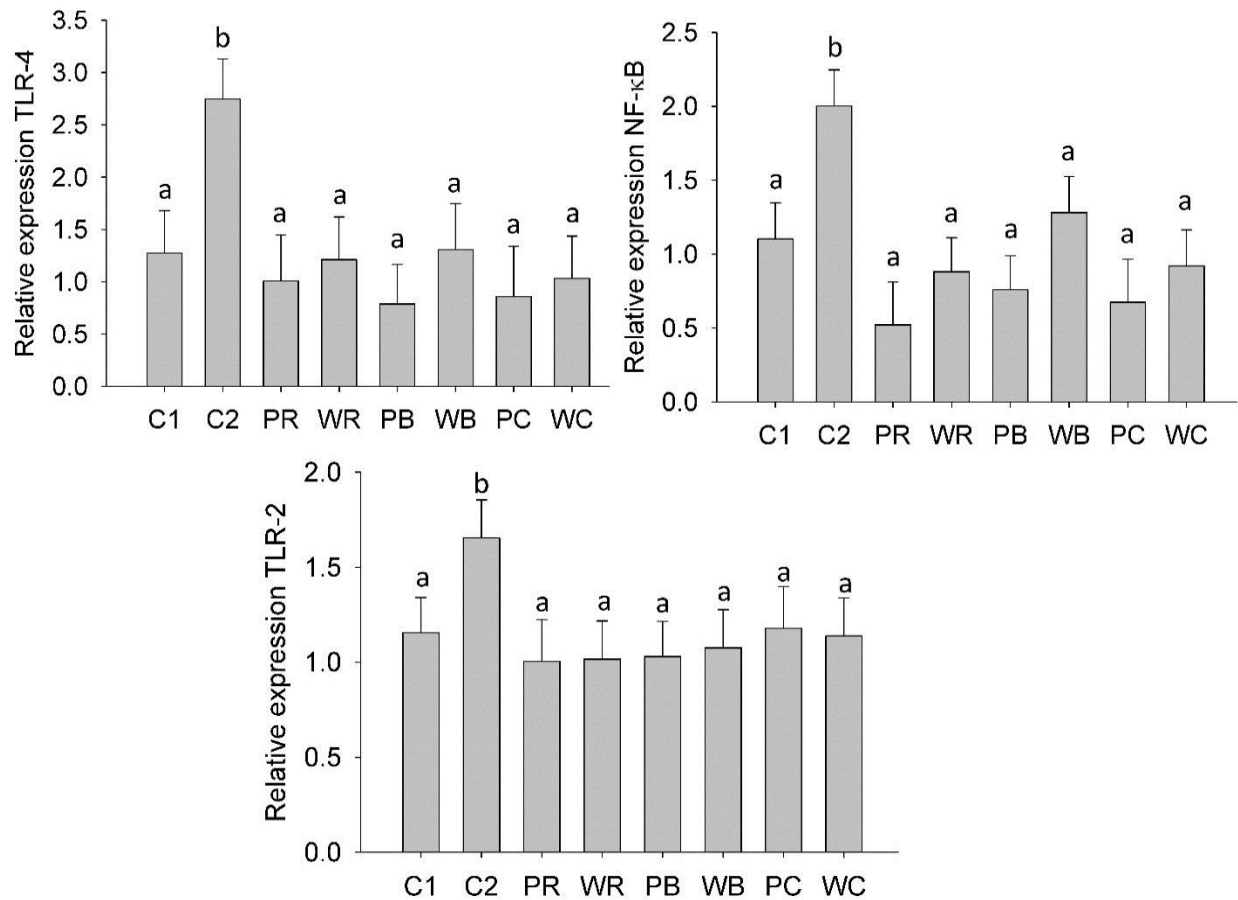 Relative expression TLR-4
3.5
3.0
2.5
2.0
1.5
1.0
0.5
0.0
a
b
a
a
a
a
a
a
C1 C2 PR WR PB WB PC WC
Relative expression NF-κB
2.5
2.0
1.5
1.0
0.5
0.0
a
b
a
a
a
a
a
a
C1 C2 PR WR PB WB PC WC
Relative expression TLR-2
2.0
1.5
1.0
0.5
0.0
a
b
a
a
a
a
a
a
C1 C2 PR WR PB WB PC WC